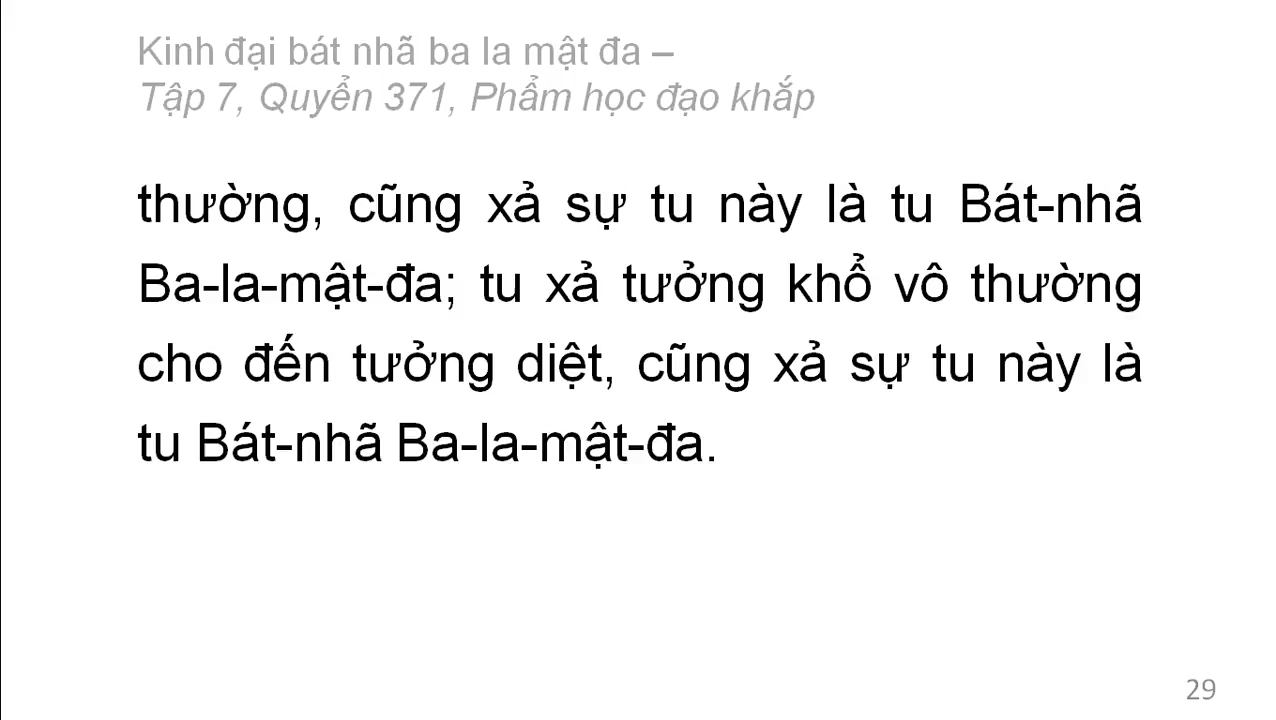 Kinh đại bát nhã ba la mật đa –
Tập 7, Quyển 371, Phẩm học đạo khắp
thường, cũng xả sự tu này là tu Bát-nhã
Ba-la-mật-đa; tu xả tưởng khổ vô thường
cho đến tưởng diệt, cũng xả sự tu này là
tu Bát-nhã Ba-la-mật-đa.
29